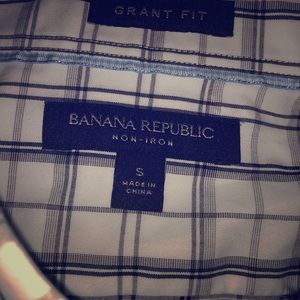 GRANT FIT
BANANA REPUBLIC
NON-IRON
S
MADE IN
CHINA